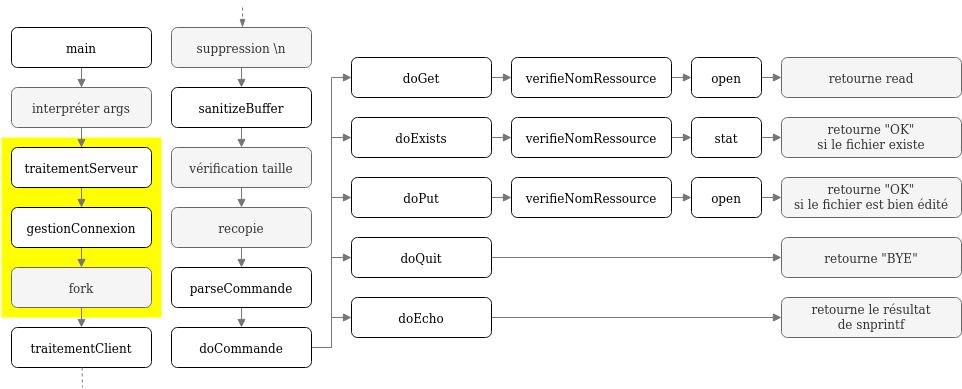 main
interpréter args
traitementServeur
gestionConnexion
fork
traitementClient
suppression \n
sanitizeBuffer
vérification taille
recopie
parseCommande
doCommande
doGet
verifieNomRessource
open
retourne read
doExists
verifieNomRessource
stat
retourne "OK"
si le fichier existe
doPut
verifieNomRessource
open
retourne "OK"
si le fichier est bien édité
doQuit
retourne "BYE"
doEcho
retourne le résultat
de snprintf